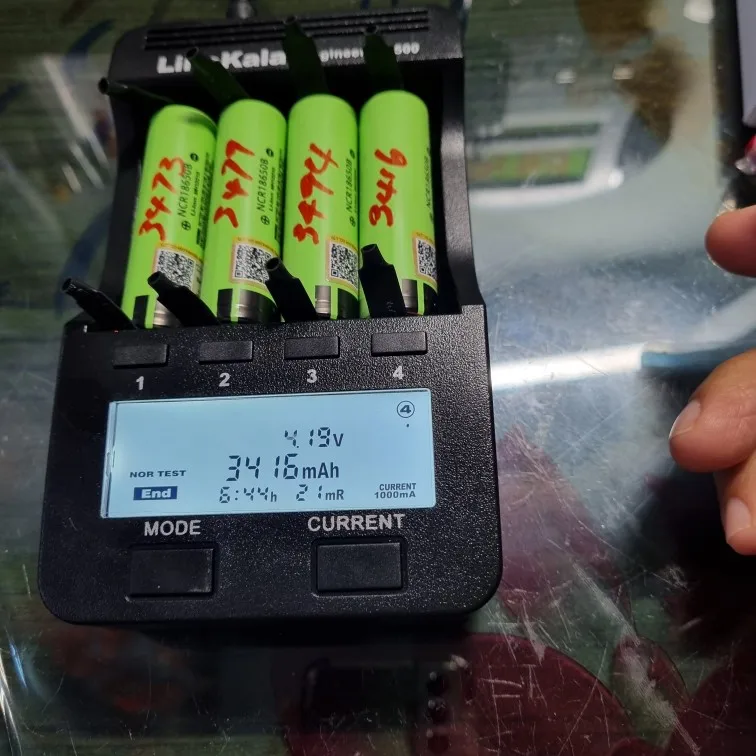 LiitoKala
3473
NCR18650B
3477
NCR18650B
3494
NCR18650B
3416
NCR18650B
1
2
3
4
4
4.19V
3416mAh
NOR TEST
End
6:44h 21mR
CURRENT
1000mA
MODE
CURRENT